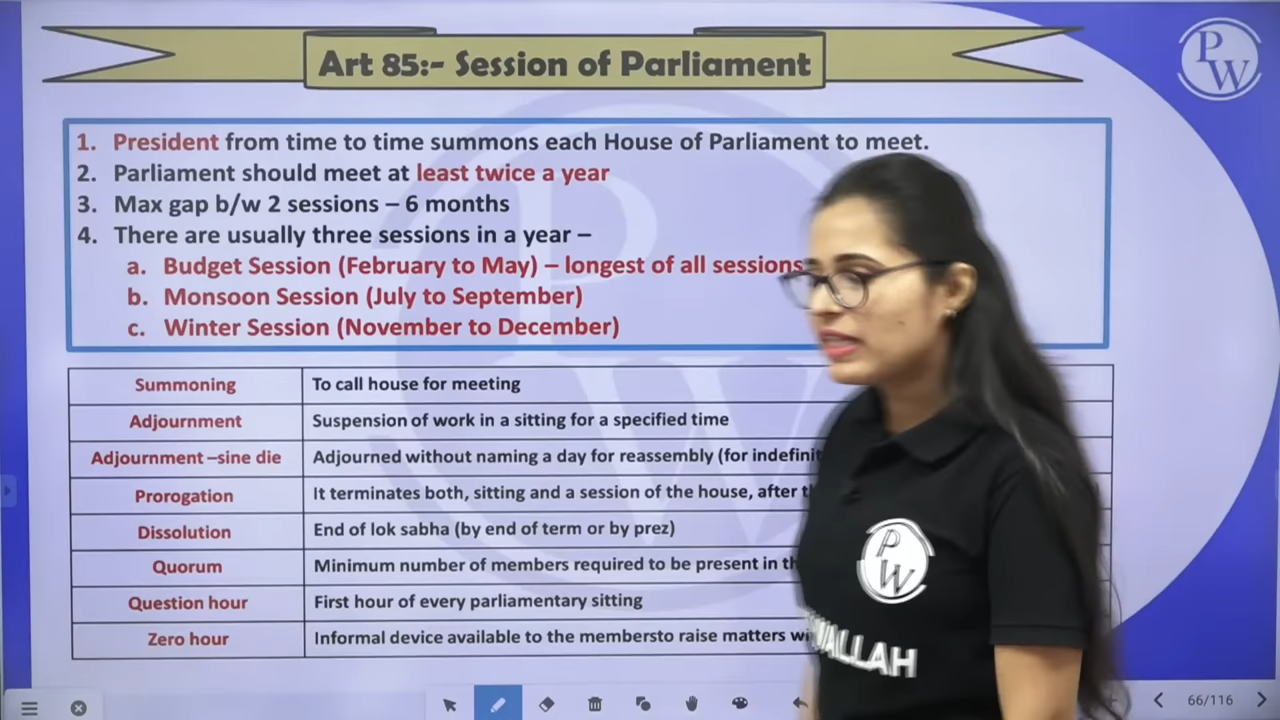 Art 85:- Session of Parliament
PW
1. President from time to time summons each House of Parliament to meet.
2. Parliament should meet at least twice a year
3. Max gap b/w 2 sessions – 6 months
4. There are usually three sessions in a year –
a. Budget Session (February to May) – longest of all sessions
b. Monsoon Session (July to September)
c. Winter Session (November to December)
Summoning To call house for meeting
Adjournment Suspension of work in a sitting for a specified time
Adjournment –sine die Adjourned without naming a day for reassembly (for
Prorogation It terminates both, sitting and a session of the house, after
Dissolution End of lok sabha (by end of term or by prez)
Quorum Minimum number of members required to be present in
Question hour First hour of every parliamentary sitting
Zero hour Informal device available to the membersto raise matters
PW
WALLAH
66/116